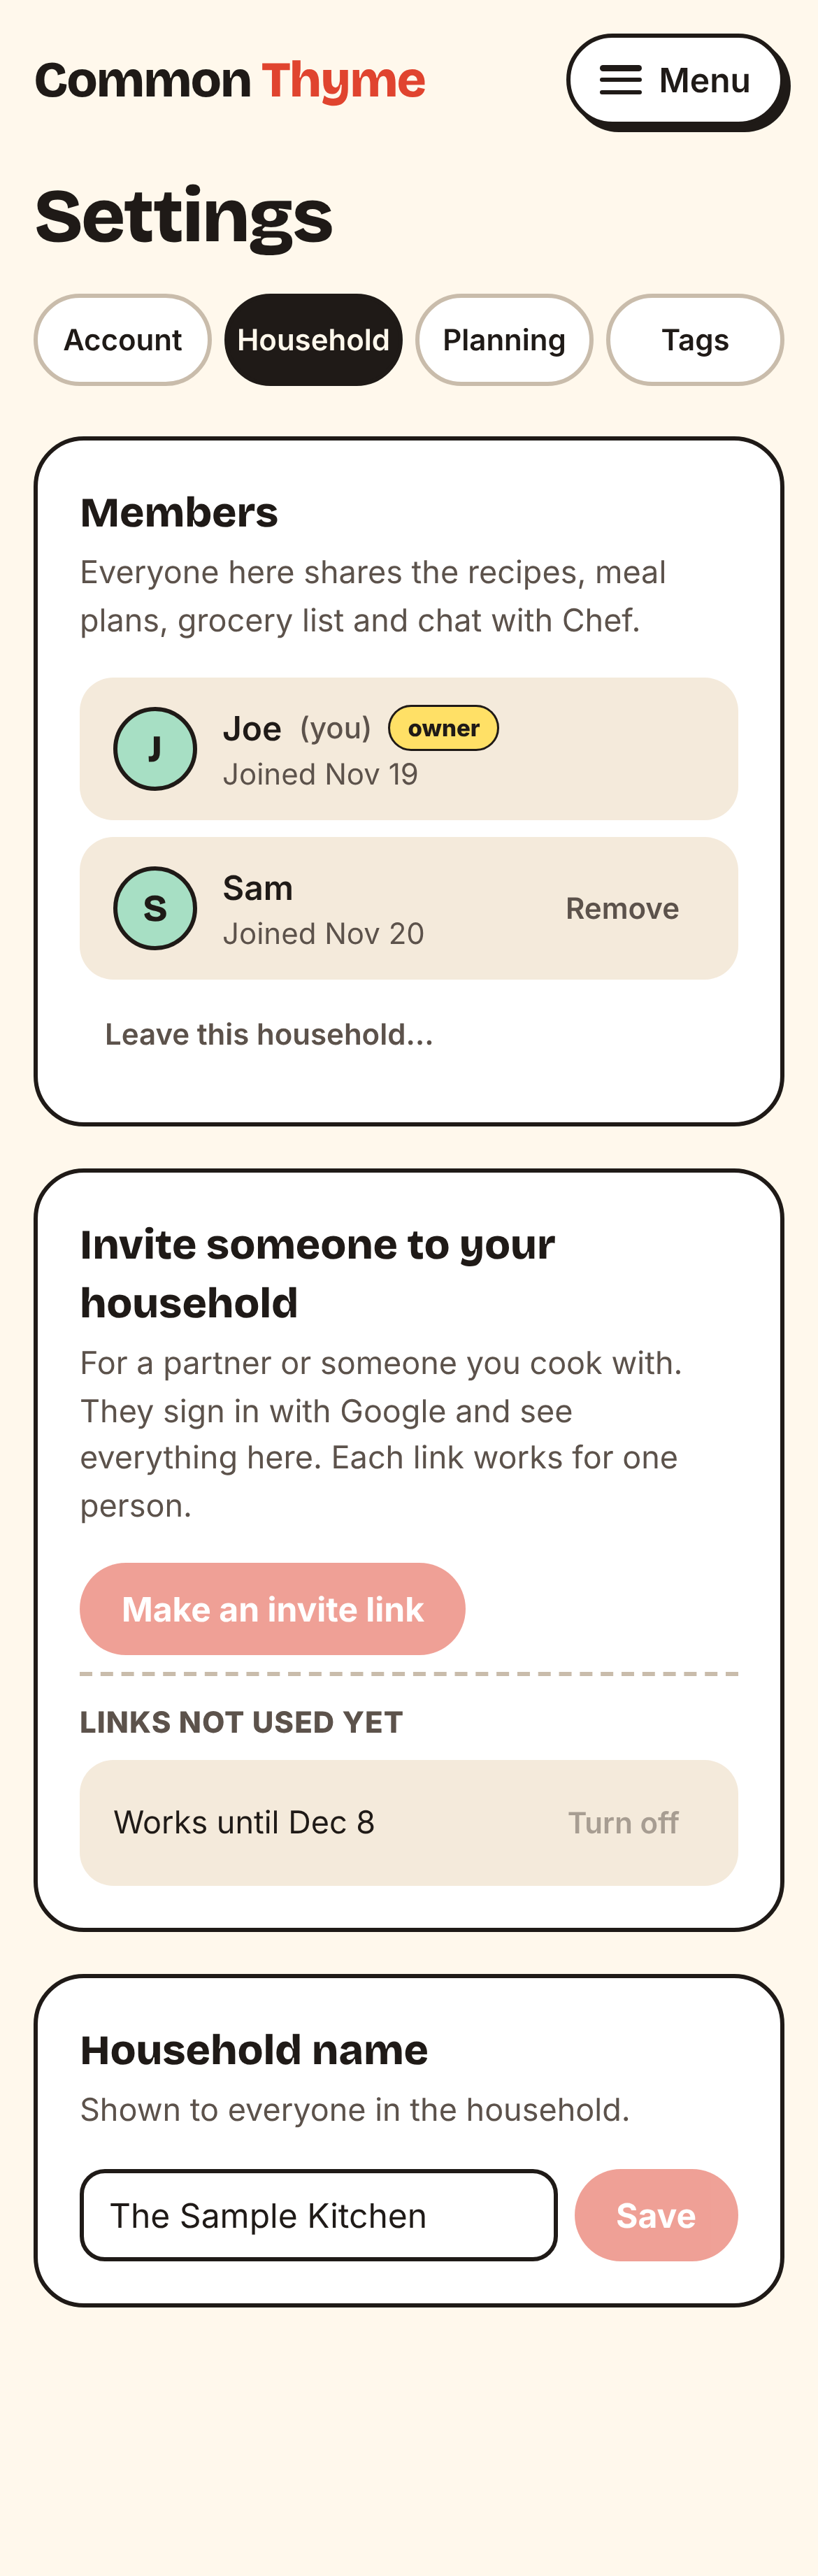 Common Thyme
Menu
Settings
Account
Household
Planning
Tags
Members
Everyone here shares the recipes, meal
plans, grocery list and chat with Chef.
J
Joe (you) owner
Joined Nov 19
S
Sam
Joined Nov 20
Remove
Leave this household...
Invite someone to your
household
For a partner or someone you cook with.
They sign in with Google and see
everything here. Each link works for one
person.
Make an invite link
LINKS NOT USED YET
Works until Dec 8
Turn off
Household name
Shown to everyone in the household.
The Sample Kitchen
Save